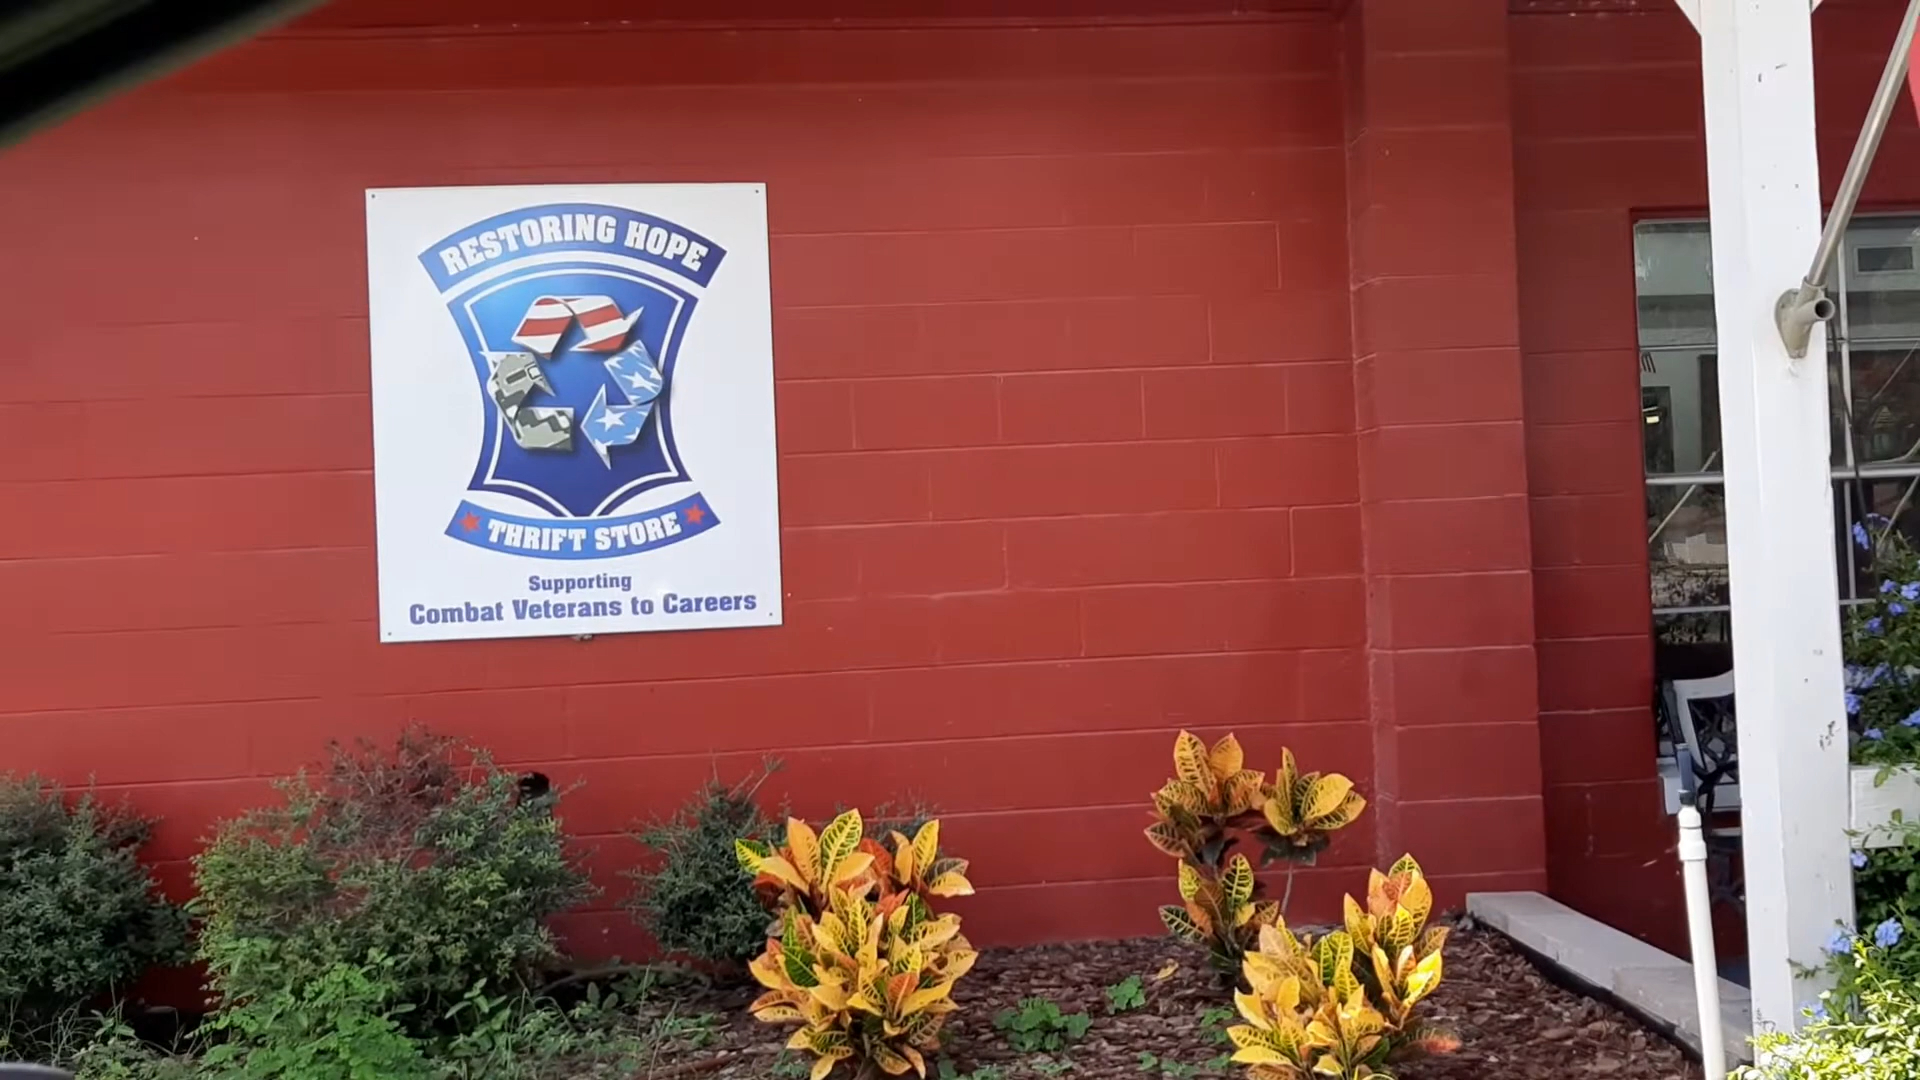 RESTORING HOPE
THRIFT STORE
Supporting
Combat Veterans to Careers